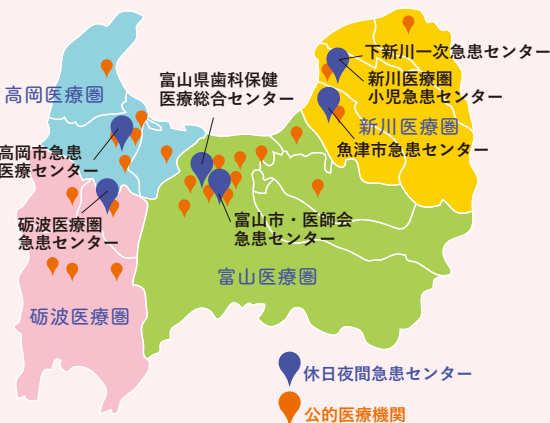 下新川一次急患センター
新川医療圏
小児急患センター
富山県歯科保健
医療総合センター
高岡医療圏
新川医療圏
魚津市急患センター
高岡市急患
医療センター
砺波医療圏
急患センター
富山市・医師会
急患センター
富山医療圏
砺波医療圏
休日夜間急患センター
公的医療機関